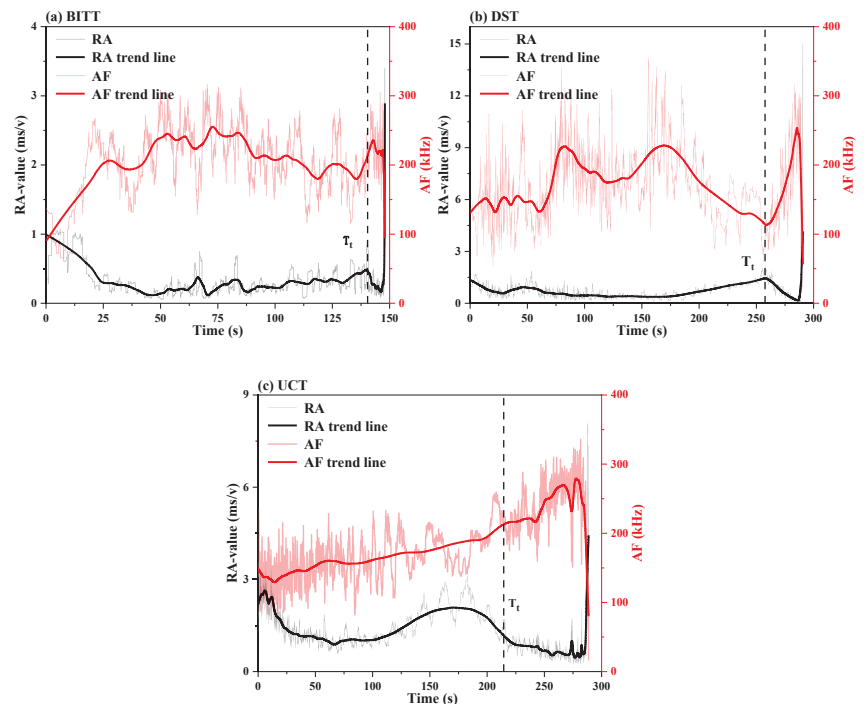 (a) BITT
RA
RA trend line
AF
AF trend line
Tt
RA-value (ms/v)
AF (kHz)
Time (s)
0 1 2 3 4
0 25 50 75 100 125 150
0 100 200 300 400
(b) DST
RA
RA trend line
AF
AF trend line
Tt
RA-value (ms/v)
AF (kHz)
Time (s)
0 3 6 9 12 15
0 50 100 150 200 250 300
0 100 200 300 400
(c) UCT
RA
RA trend line
AF
AF trend line
Tt
RA-value (ms/v)
AF (kHz)
Time (s)
0 3 6 9
0 50 100 150 200 250 300
0 100 200 300 400